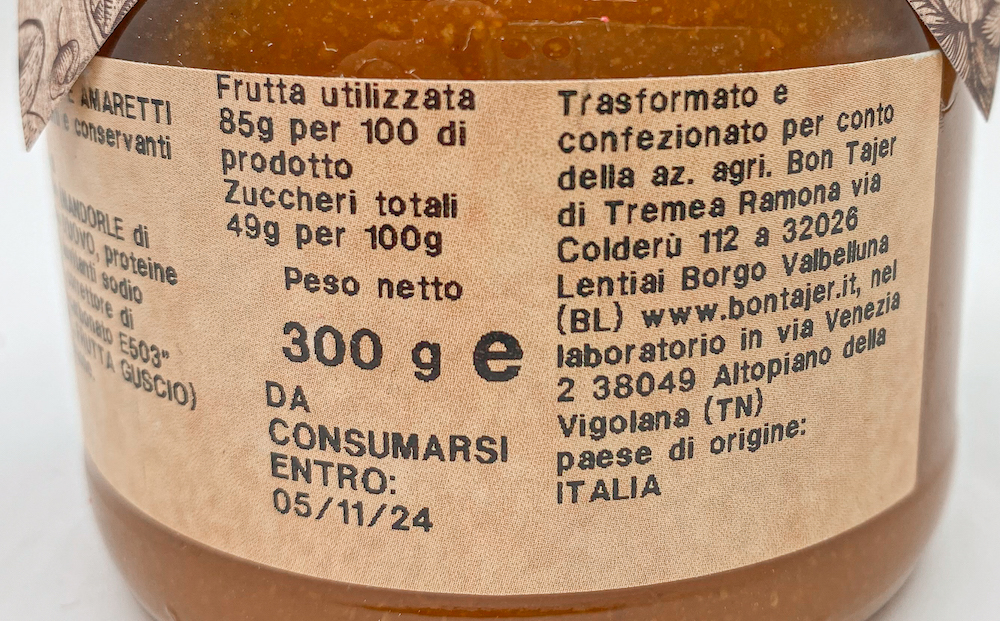 AMARETTI
e conservanti
MANDORLE di
UOVO, proteine
sodio
di
E503"
GUSCIO)
Frutta utilizzata
85g per 100 di
prodotto
Zuccheri totali
49g per 100g
Peso netto
300 g e
DA
CONSUMARSI
ENTRO:
05/11/24
Trasformato e
confezionato per conto
della az. agri. Bon Tajer
di Tremea Ramona via
Colderù 112 a 32026
Lentiai Borgo Valbelluna
(BL) www.bontajer.it, nel
laboratorio in via Venezia
2 38049 Altopiano della
Vigolana (TN)
paese di origine:
ITALIA